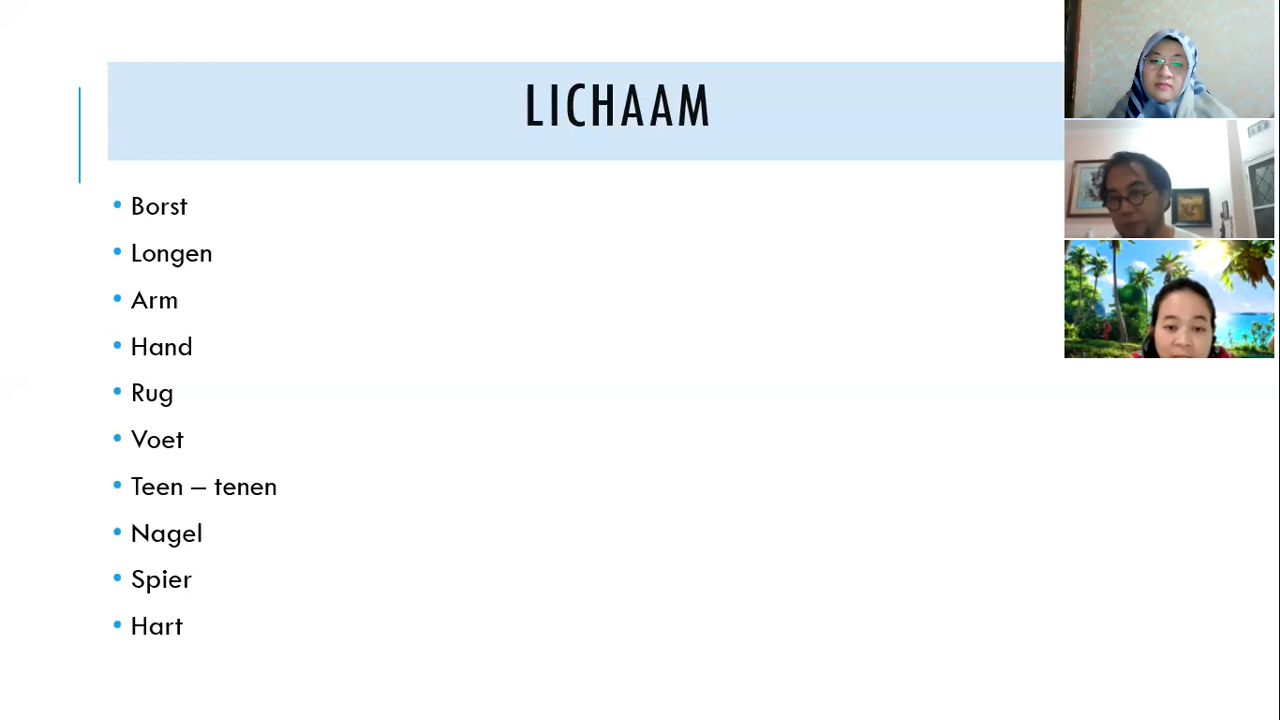 LICHAAM
• Borst
• Longen
• Arm
• Hand
• Rug
• Voet
• Teen – tenen
• Nagel
• Spier
• Hart